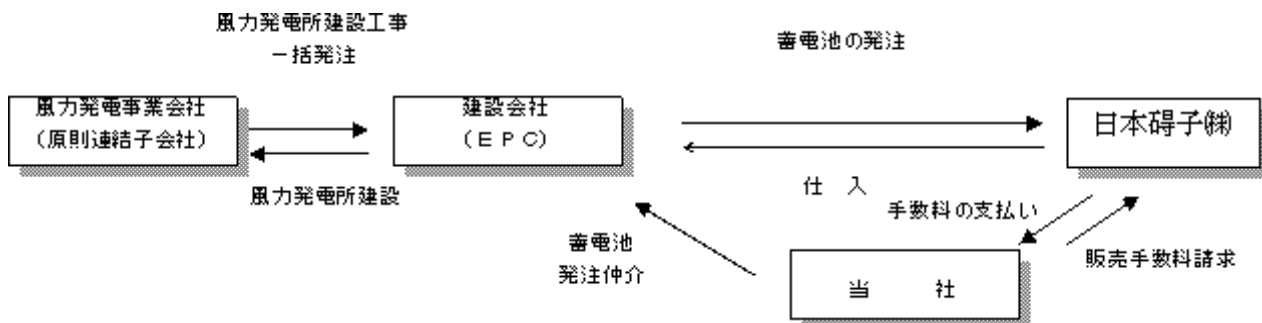 風力発電所建設工事
一括発注
蓄電池の発注
風力発電事業会社
(原則連結子会社)
建設会社
(EPC)
日本碍子㈱
風力発電所建設
仕 入
手数料の支払い
蓄電池
発注仲介
販売手数料請求
当 社